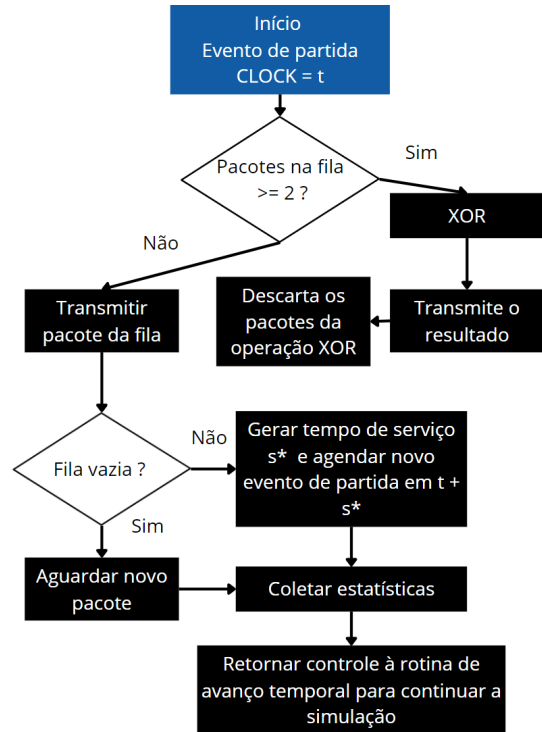 Início
Evento de partida
CLOCK = t
Pacotes na fila
>= 2 ?
Sim
XOR
Não
Transmitir
pacote da fila
Descarta os
pacotes da
operação XOR
Transmite o
resultado
Fila vazia ?
Não
Gerar tempo de serviço
s* e agendar novo
evento de partida em t +
s*
Sim
Aguardar novo
pacote
Coletar estatísticas
Retornar controle à rotina de
avanço temporal para continuar a
simulação